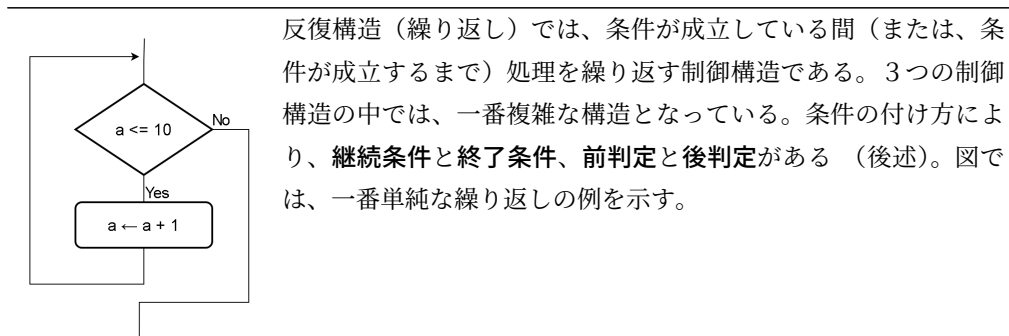 反復構造（繰り返し）では、条件が成立している間（または、条
件が成立するまで）処理を繰り返す制御構造である。３つの制御
構造の中では、一番複雑な構造となっている。条件の付け方によ
り、継続条件と終了条件、前判定と後判定がある　（後述）。図で
は、一番単純な繰り返しの例を示す。
a <= 10
No
Yes
a ← a + 1